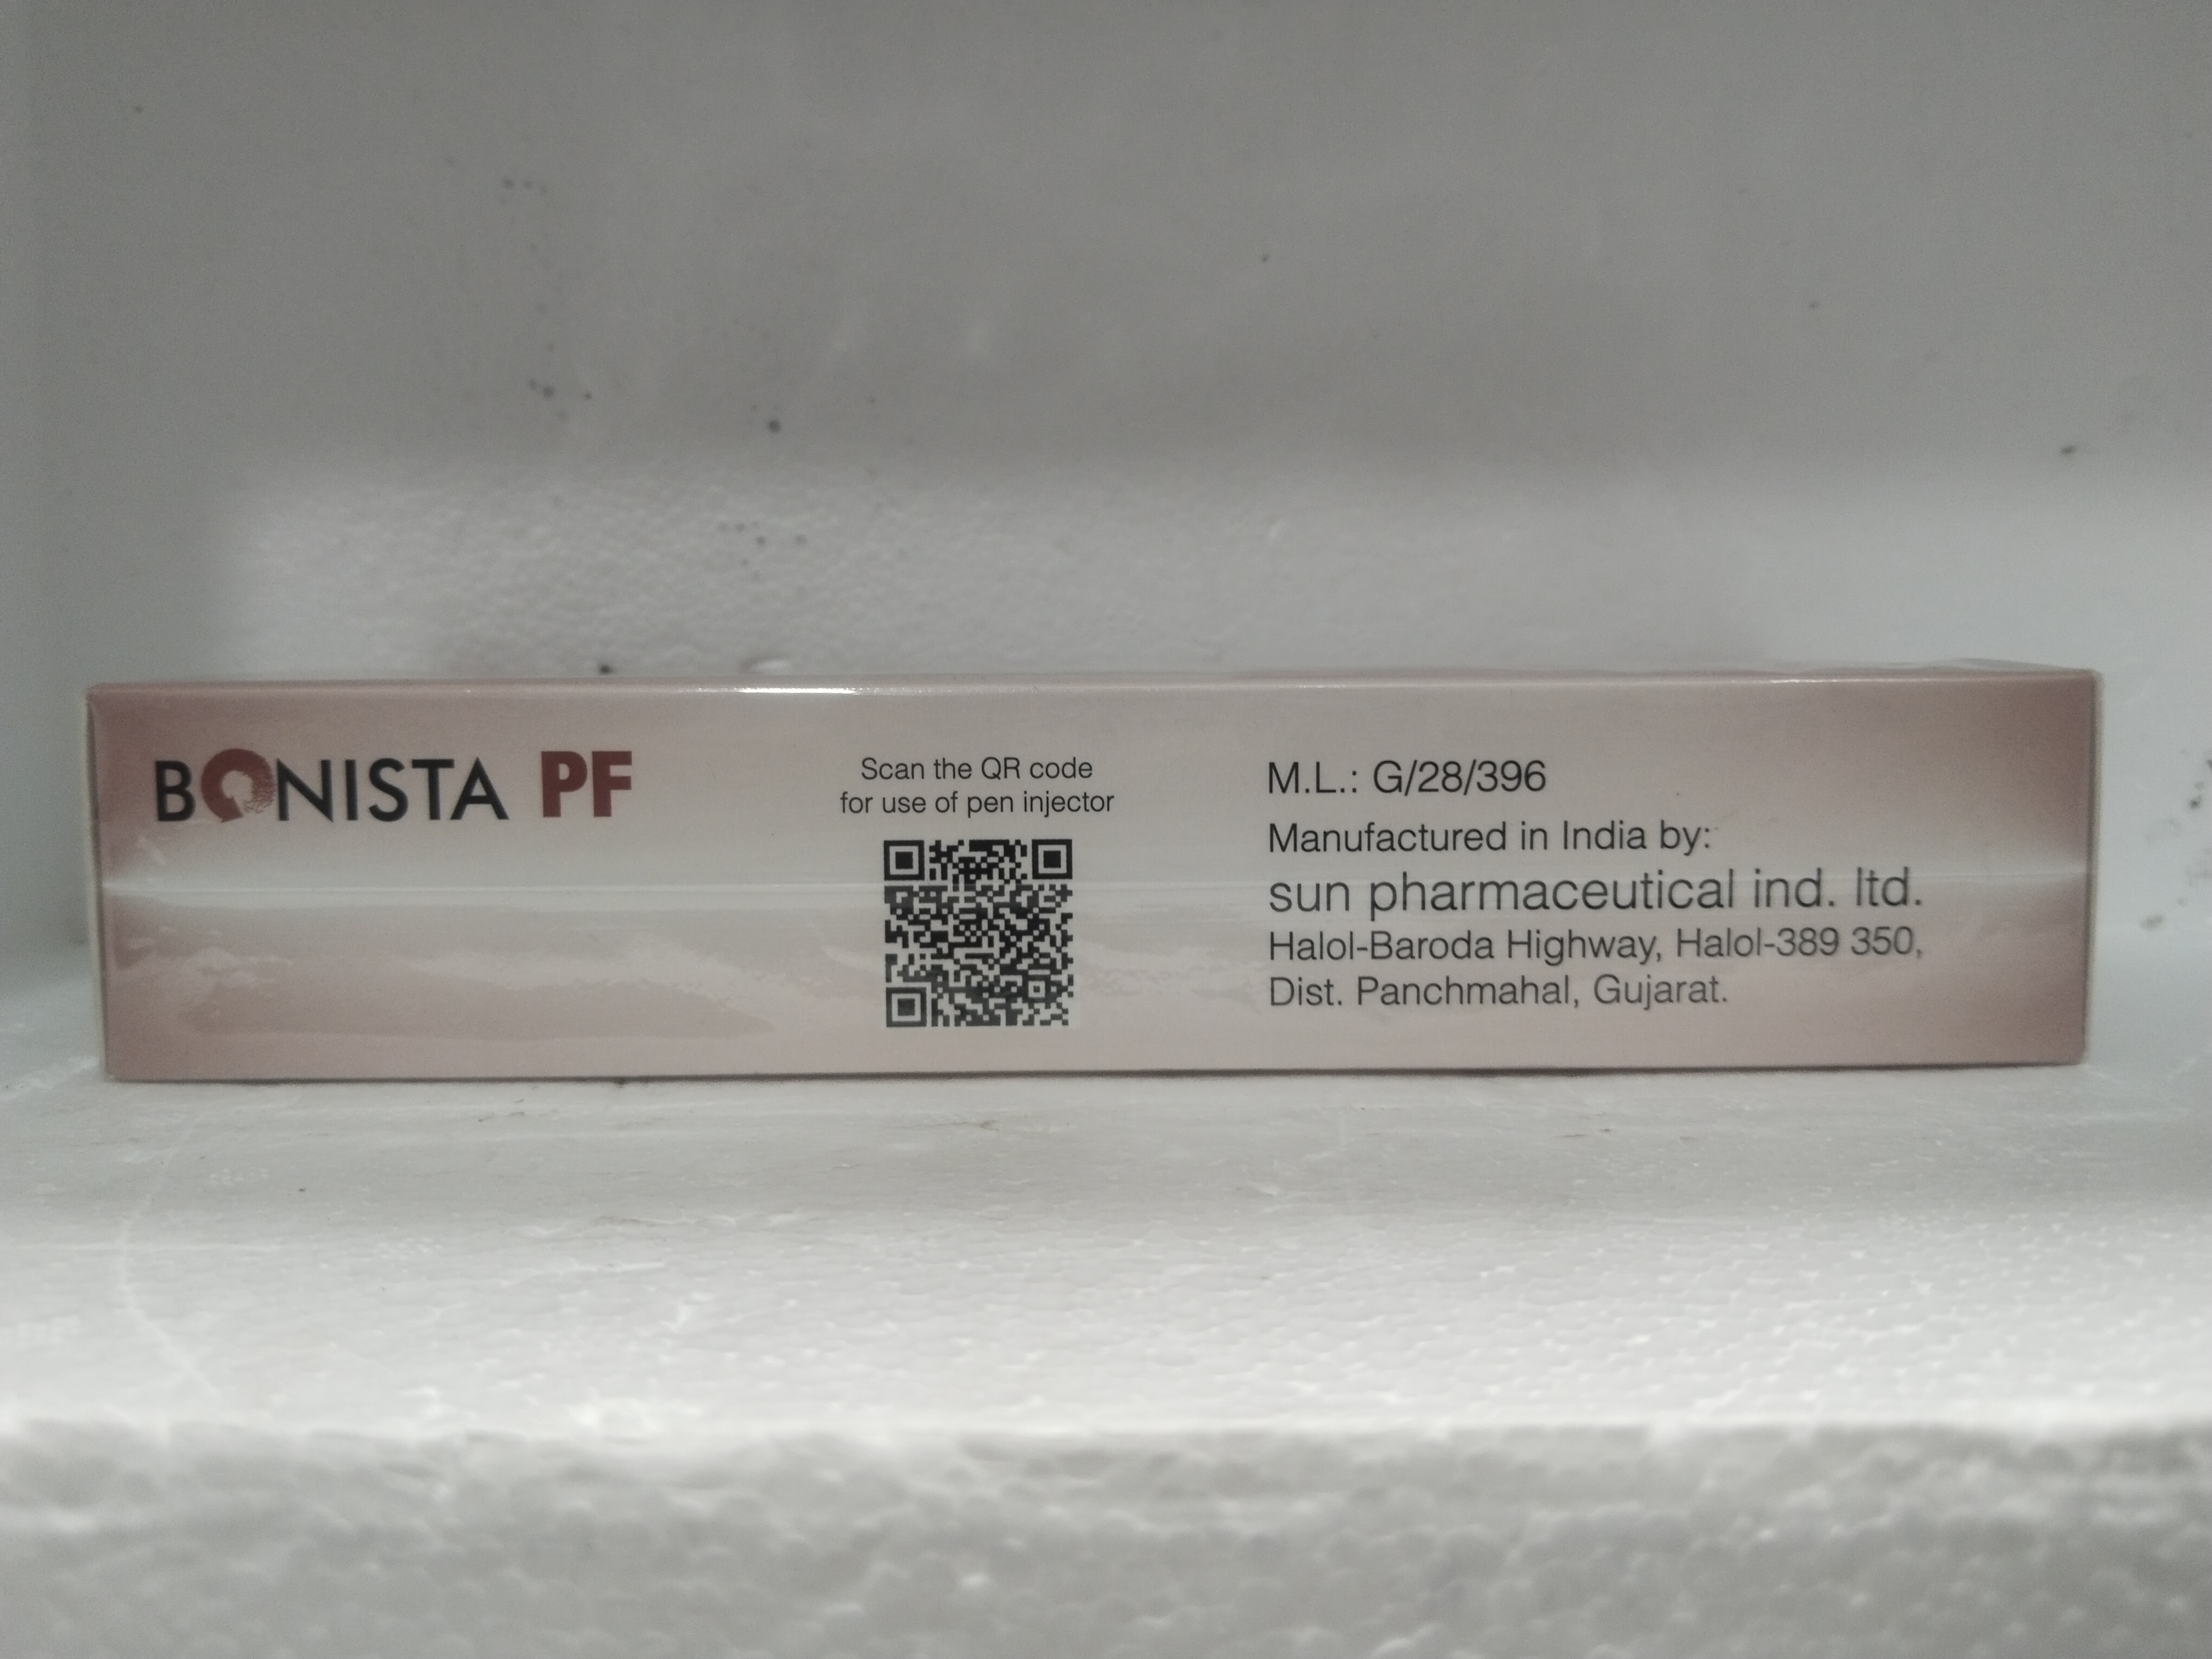 BONISTA PF
Scan the QR code
for use of pen injector
M.L.: G/28/396
Manufactured in India by:
sun pharmaceutical ind. ltd.
Halol-Baroda Highway, Halol-389 350,
Dist. Panchmahal, Gujarat.